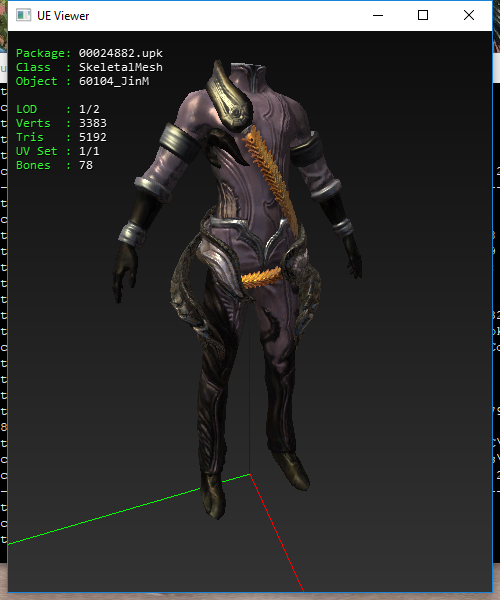 UE Viewer
Package: 00024882.upk
Class : SkeletalMesh
Object : 60104_JinM
LOD : 1/2
Verts : 3383
Tris : 5192
UV Set : 1/1
Bones : 78